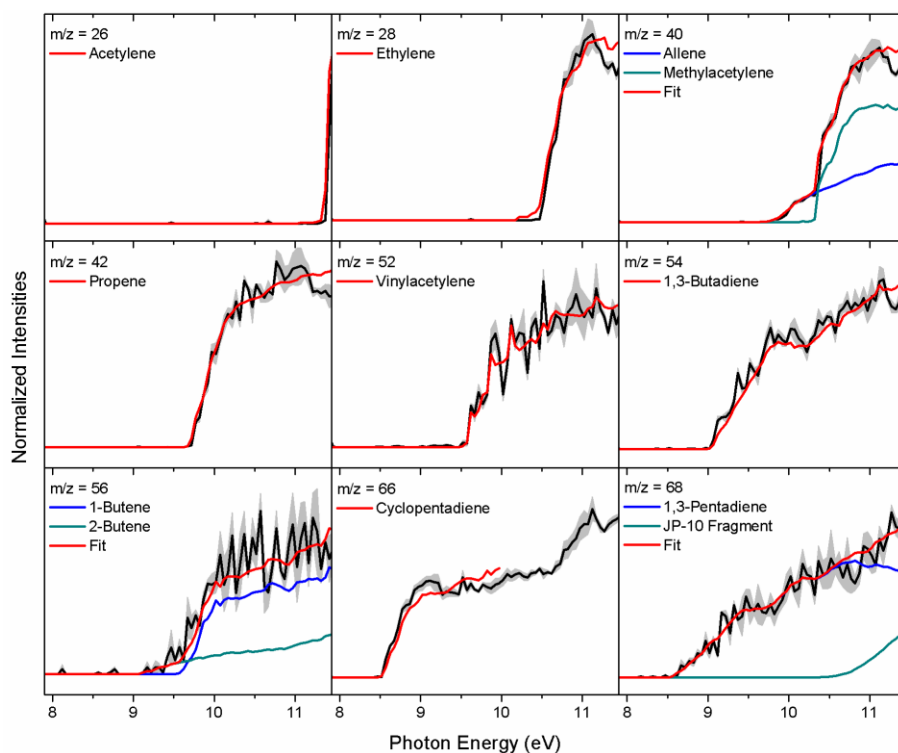 m/z = 26
Acetylene
m/z = 28
Ethylene
m/z = 40
Allene
Methylacetylene
Fit
m/z = 42
Propene
m/z = 52
Vinylacetylene
m/z = 54
1,3-Butadiene
m/z = 56
1-Butene
2-Butene
Fit
m/z = 66
Cyclopentadiene
m/z = 68
1,3-Pentadiene
JP-10 Fragment
Fit
Normalized Intensities
8 9 10 11 8 9 10 11 8 9 10 11
Photon Energy (eV)